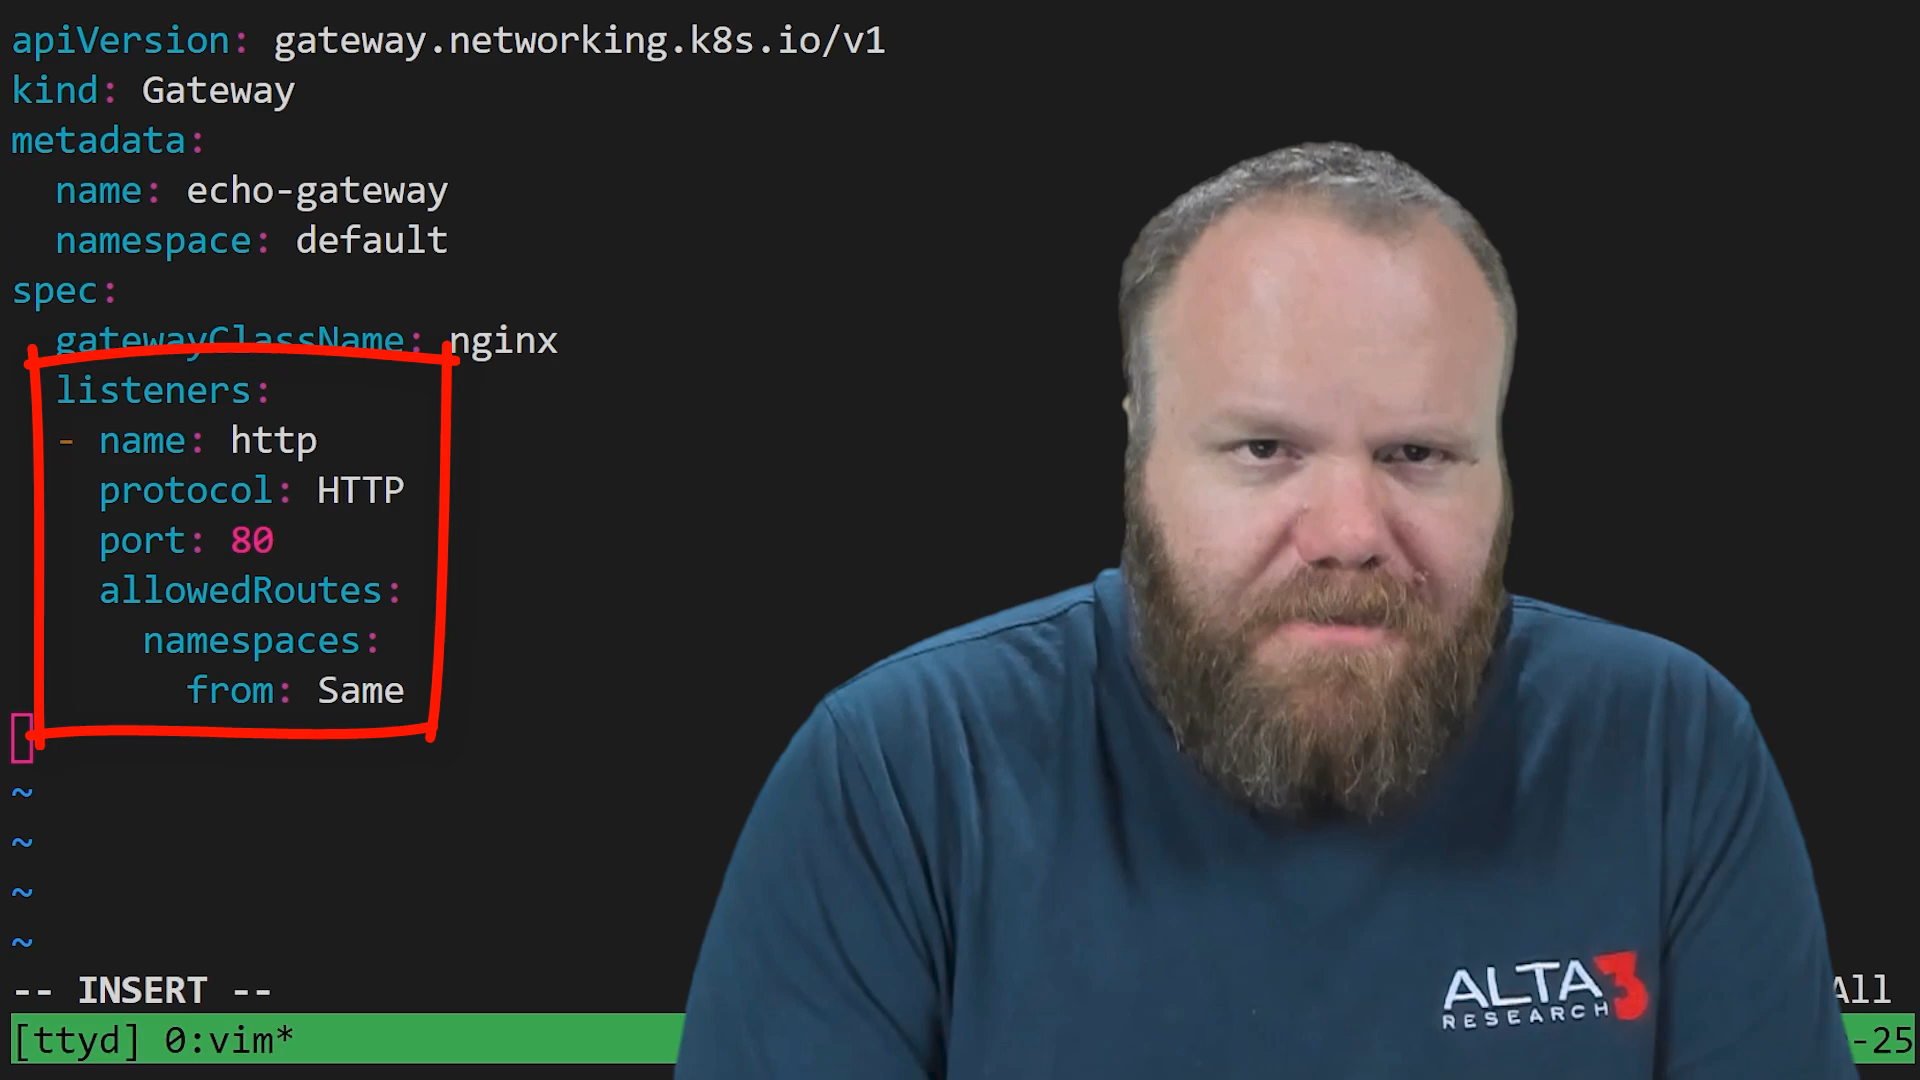 apiVersion: gateway.networking.k8s.io/v1
kind: Gateway
metadata:
  name: echo-gateway
  namespace: default
spec:
  gatewayClassName: nginx
  listeners:
  - name: http
    protocol: HTTP
    port: 80
    allowedRoutes:
      namespaces:
        from: Same
~
~
~
~
-- INSERT --
All
[ttyd] 0:vim*
-25
ALTA3
RESEARCH